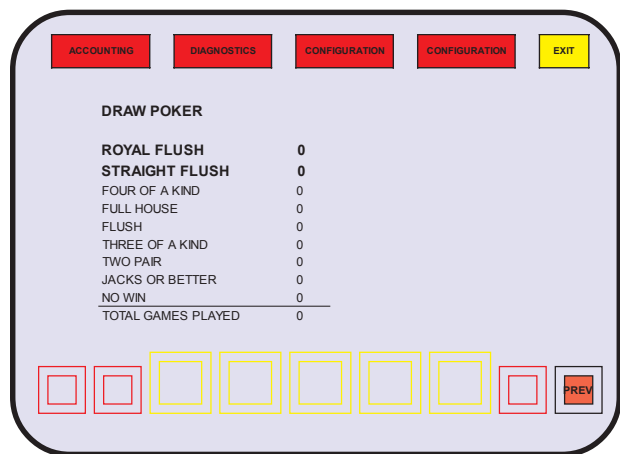 ACCOUNTING DIAGNOSTICS CONFIGURATION CONFIGURATION EXIT
DRAW POKER
ROYAL FLUSH 0
STRAIGHT FLUSH 0
FOUR OF A KIND 0
FULL HOUSE 0
FLUSH 0
THREE OF A KIND 0
TWO PAIR 0
JACKS OR BETTER 0
NO WIN 0
TOTAL GAMES PLAYED 0
PREV